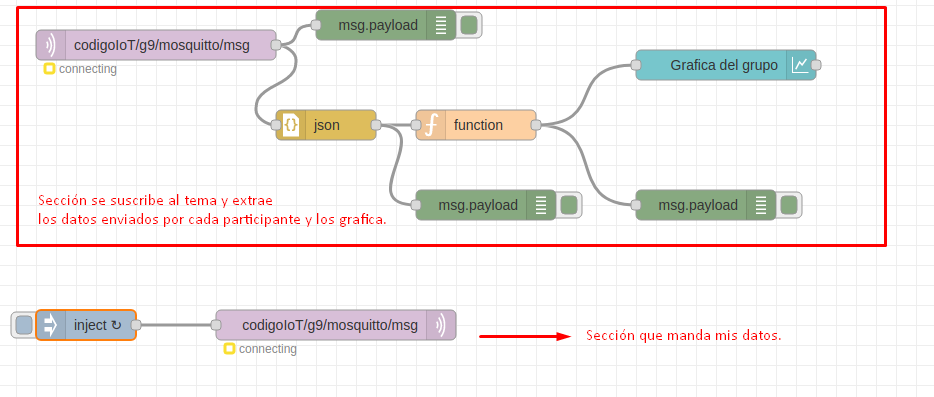 msg.payload
codigoIoT/g9/mosquitto/msg
connecting
Grafica del grupo
json
function
Sección se suscribe al tema y extrae
los datos enviados por cada participante y los grafica.
msg.payload
msg.payload
inject ↻
codigoIoT/g9/mosquitto/msg
connecting
Sección que manda mis datos.